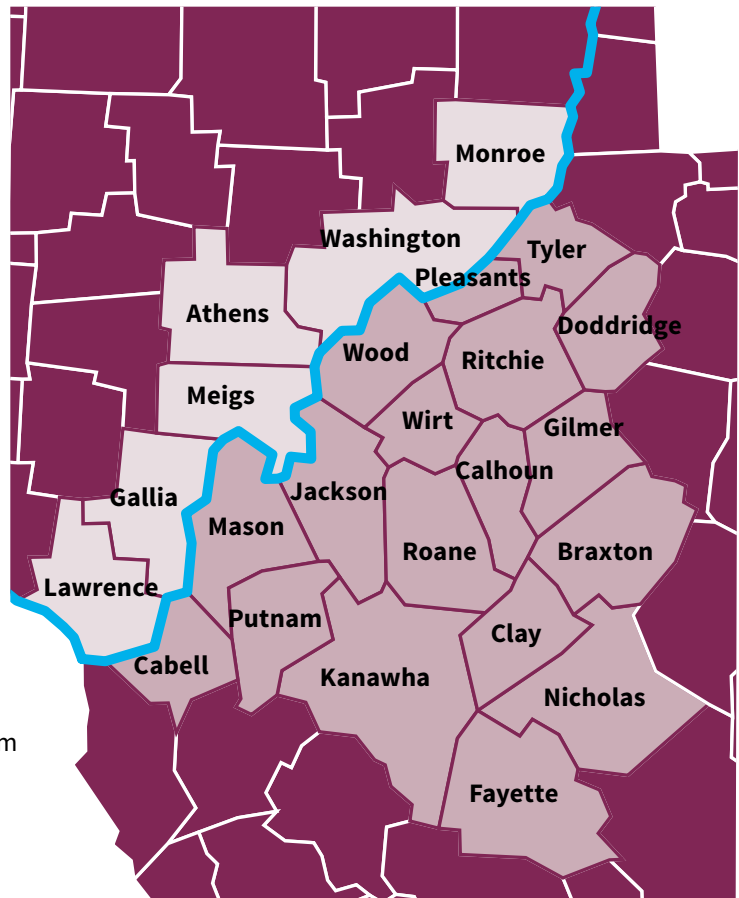 Monroe
Washington
Tyler
Pleasants
Athens
Doddridge
Wood
Ritchie
Meigs
Wirt
Gilmer
Calhoun
Gallia
Jackson
Mason
Roane
Braxton
Lawrence
Putnam
Clay
Cabell
Kanawha
Nicholas
m
Fayette